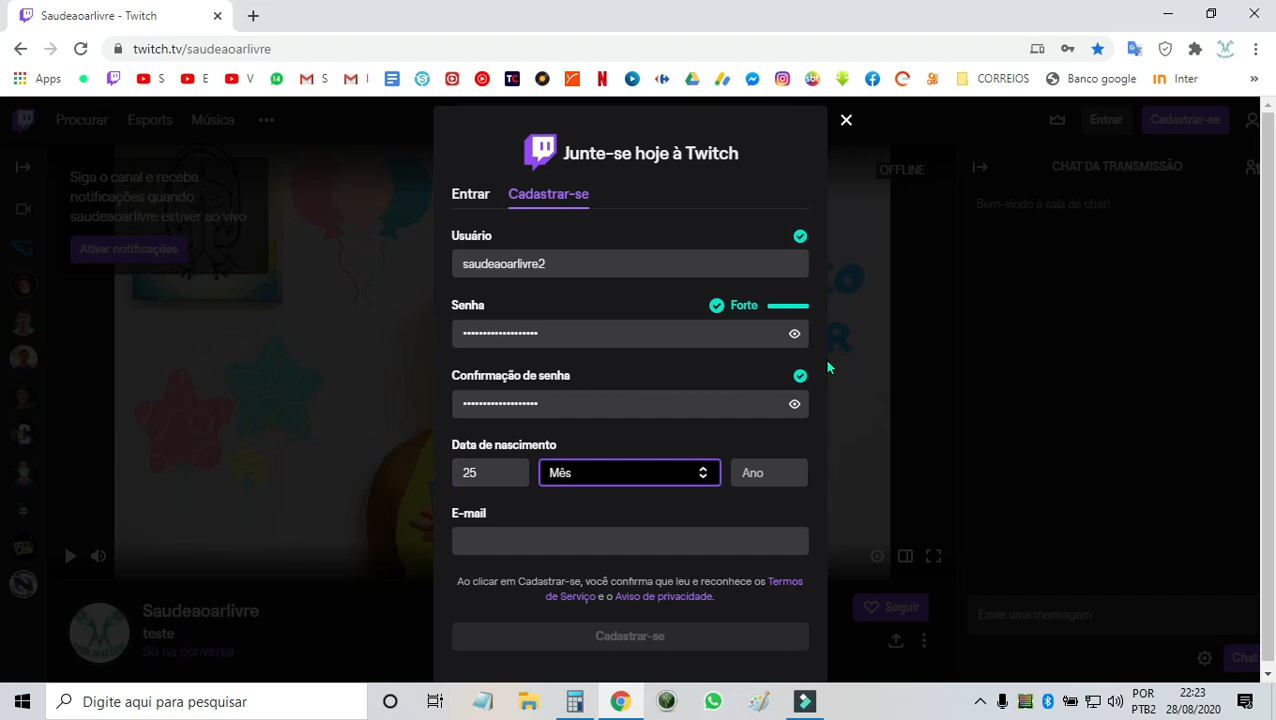 Saudeaoarlivre - Twitch
twitch.tv/saudeaoarlivre
Apps S E V S I CORREIOS Banco google Inter »
Procurar Esports Música
Entrar Cadastrar-se
Siga o canal e receba
notificações quando
saudeaoarlivre estiver ao vivo
Ativar notificações
OFFLINE
CHAT DA TRANSMISSÃO
Bem-vindo à sala de chat!
Junte-se hoje à Twitch
Entrar Cadastrar-se
Usuário
saudeaoarlivre2
Senha Forte
Confirmação de senha
Data de nascimento
25 Mês Ano
E-mail
Ao clicar em Cadastrar-se, você confirma que leu e reconhece os Termos
de Serviço e o Aviso de privacidade.
Cadastrar-se
Saudeaoarlivre
teste
Só na conversa
Seguir
Envie uma mensagem
Chat
Digite aqui para pesquisar
POR
PTB2
22:23
28/08/2020